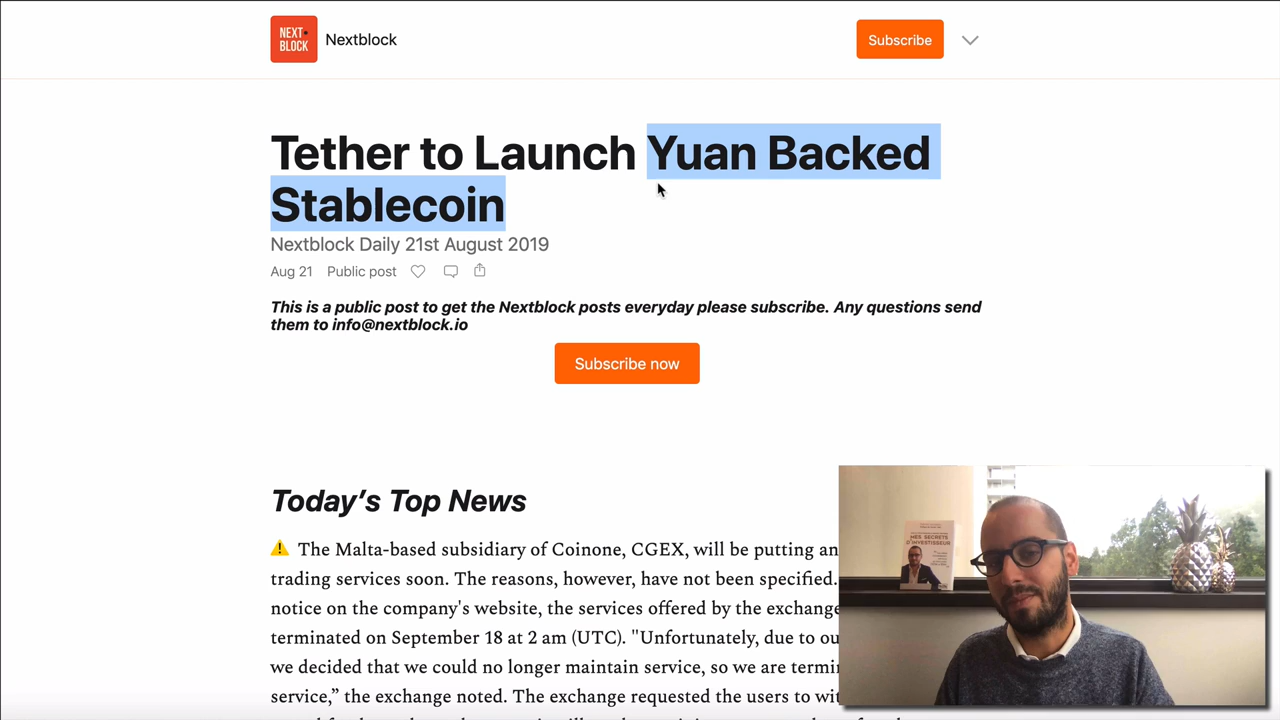 NEXT
BLOCK
Nextblock
Subscribe
Tether to Launch Yuan Backed
Stablecoin
Nextblock Daily 21st August 2019
Aug 21 Public post
This is a public post to get the Nextblock posts everyday please subscribe. Any questions send
them to info@nextblock.io
Subscribe now
Today’s Top News
The Malta-based subsidiary of Coinone, CGEX, will be putting an
trading services soon. The reasons, however, have not been specified.
notice on the company's website, the services offered by the exchange
terminated on September 18 at 2 am (UTC). "Unfortunately, due to ou
we decided that we could no longer maintain service, so we are termi
service,” the exchange noted. The exchange requested the users to wit
MES SECRETS
D'INVESTISSEUR